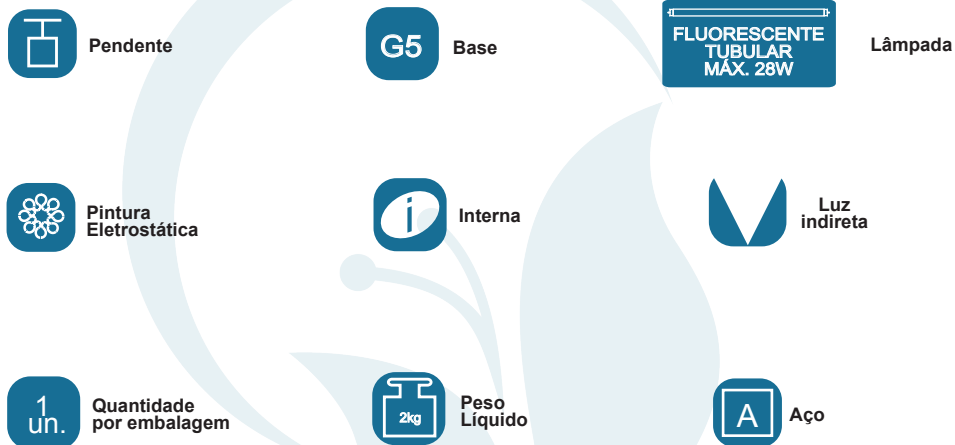 Pendente
G5
Base
FLUORESCENTE
TUBULAR
MÁX. 28W
Lâmpada
Pintura
Eletrostática
i
Interna
Luz
indireta
1
un.
Quantidade
por embalagem
2kg
Peso
Líquido
A
Aço